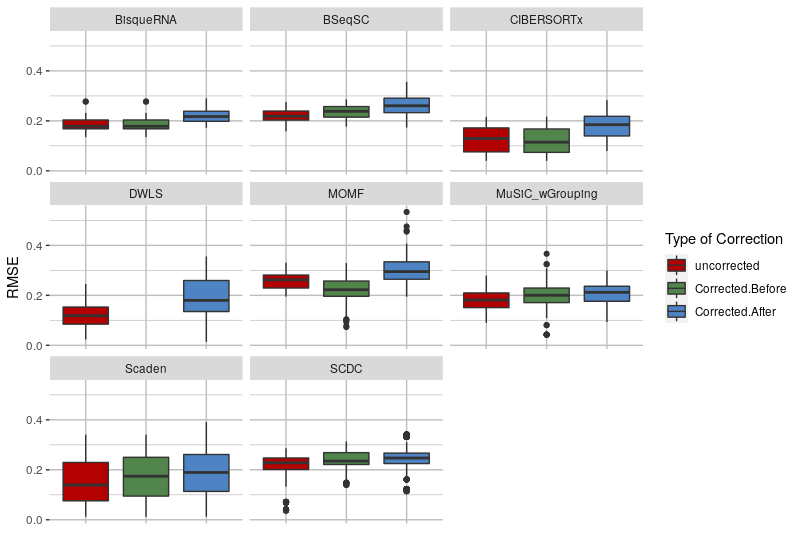 BisqueRNA
BSeqSC
CIBERSORTx
0.4
0.2
0.0
DWLS
MOMF
MuSiC_wGrouping
0.4
0.2
0.0
Scaden
SCDC
0.4
0.2
0.0
RMSE
Type of Correction
uncorrected
Corrected.Before
Corrected.After